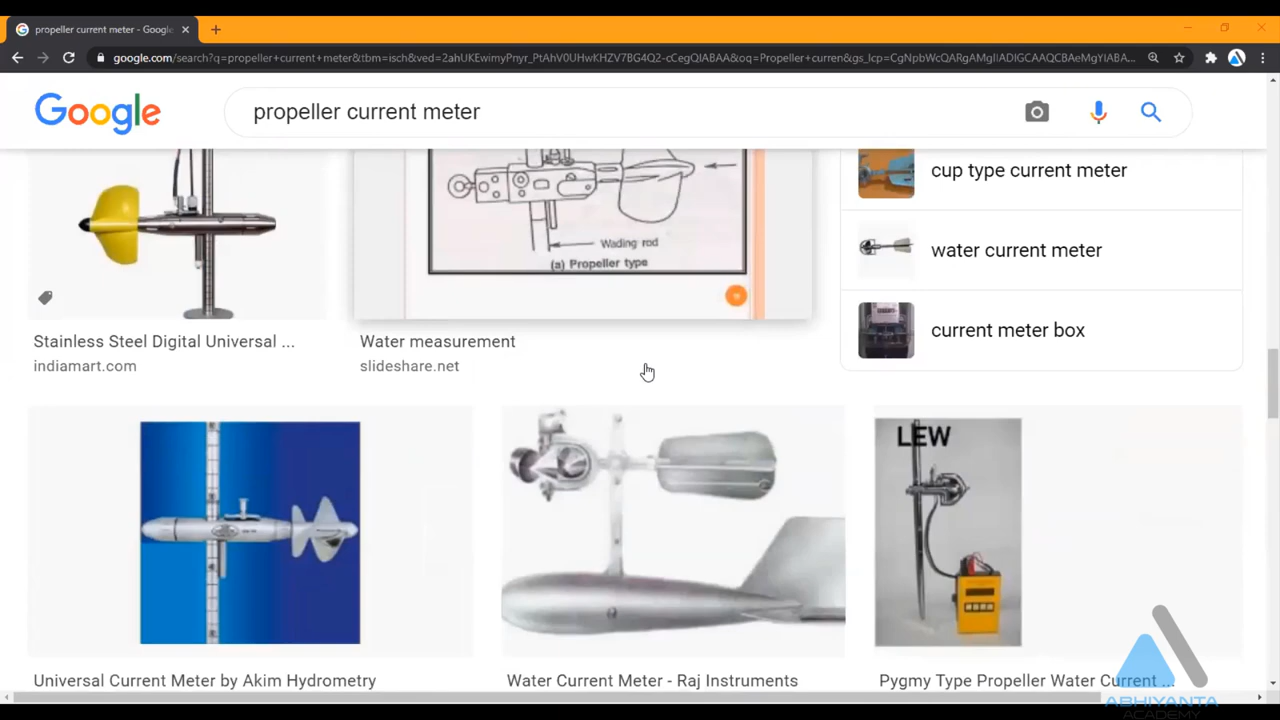 propeller current meter - Google
google.com/search?q=propeller+current+meter&tbm=isch&ved=2ahUKEwimyPnyr_PtAhV0UHwKHZV7BG4Q2-cCegQIABAA&oq=Propeller+curren&gs_lcp=CgNpbWcQARgAMgIIADIGCAAQCBAeMgYIABA...
Google
propeller current meter
cup type current meter
Wading rod
water current meter
(a) Propeller type
current meter box
Stainless Steel Digital Universal ...
Water measurement
indiamart.com
slideshare.net
LEW
Universal Current Meter by Akim Hydrometry
Water Current Meter - Raj Instruments
Pygmy Type Propeller Water Current ...
ABHIYANTA
ACADEMY